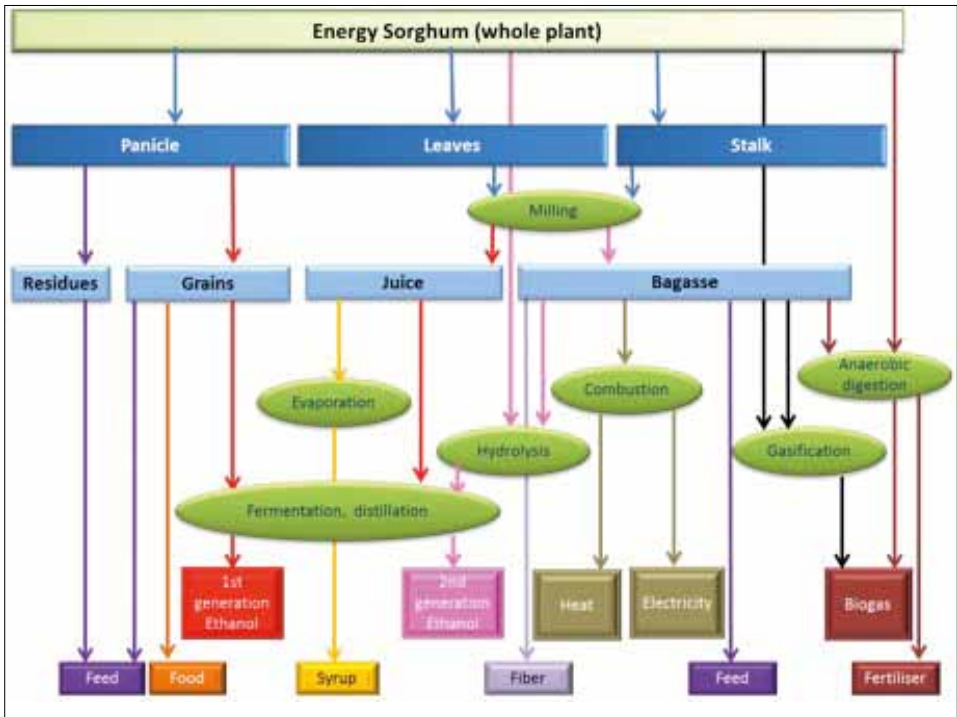 Energy Sorghum (whole plant)
Panicle
Leaves
Stalk
Milling
Residues
Grains
Juice
Bagasse
Anaerobic
digestion
Combustion
Evaporation
Hydrolysis
Gasification
Fermentation, distillation
1st
generation
Ethanol
2nd
generation
Ethanol
Heat
Electricity
Biogas
Feed
Food
Syrup
Fiber
Feed
Fertiliser